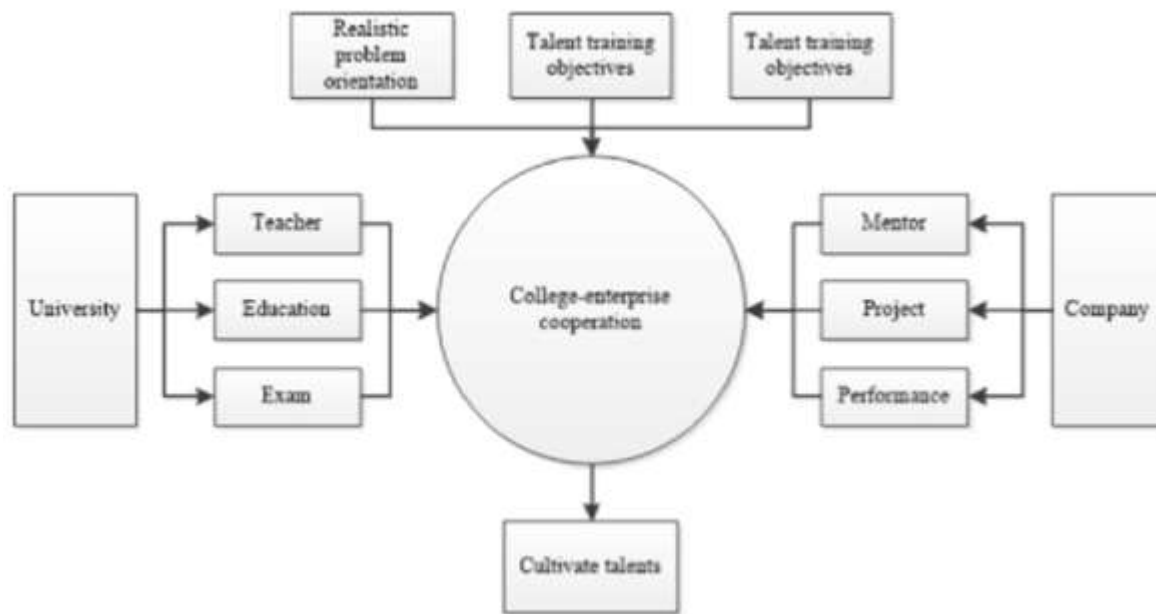 Realistic
problem
orientation
Talent training
objectives
Talent training
objectives
University
Teacher
Education
Exam
College-enterprise
cooperation
Mentor
Project
Performance
Company
Cultivate talents